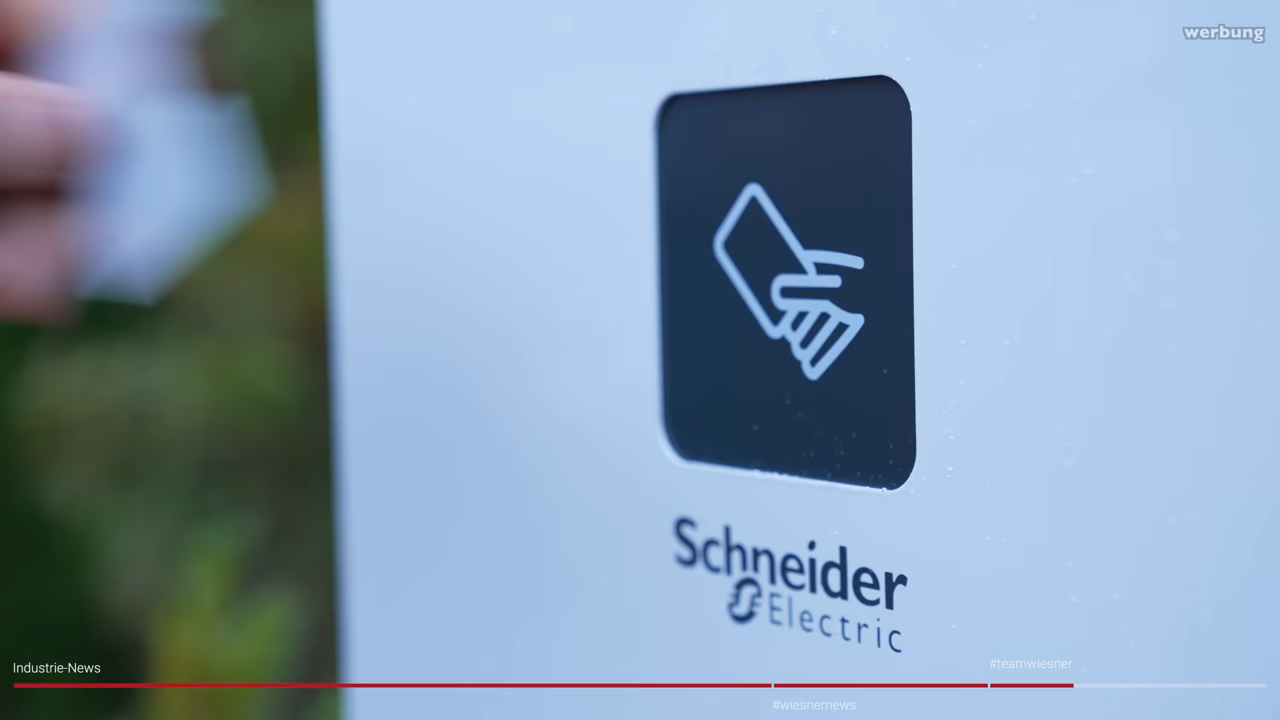 werbung
Schneider
Electric
Industrie-News
#teamwiesner
#wiesnernews